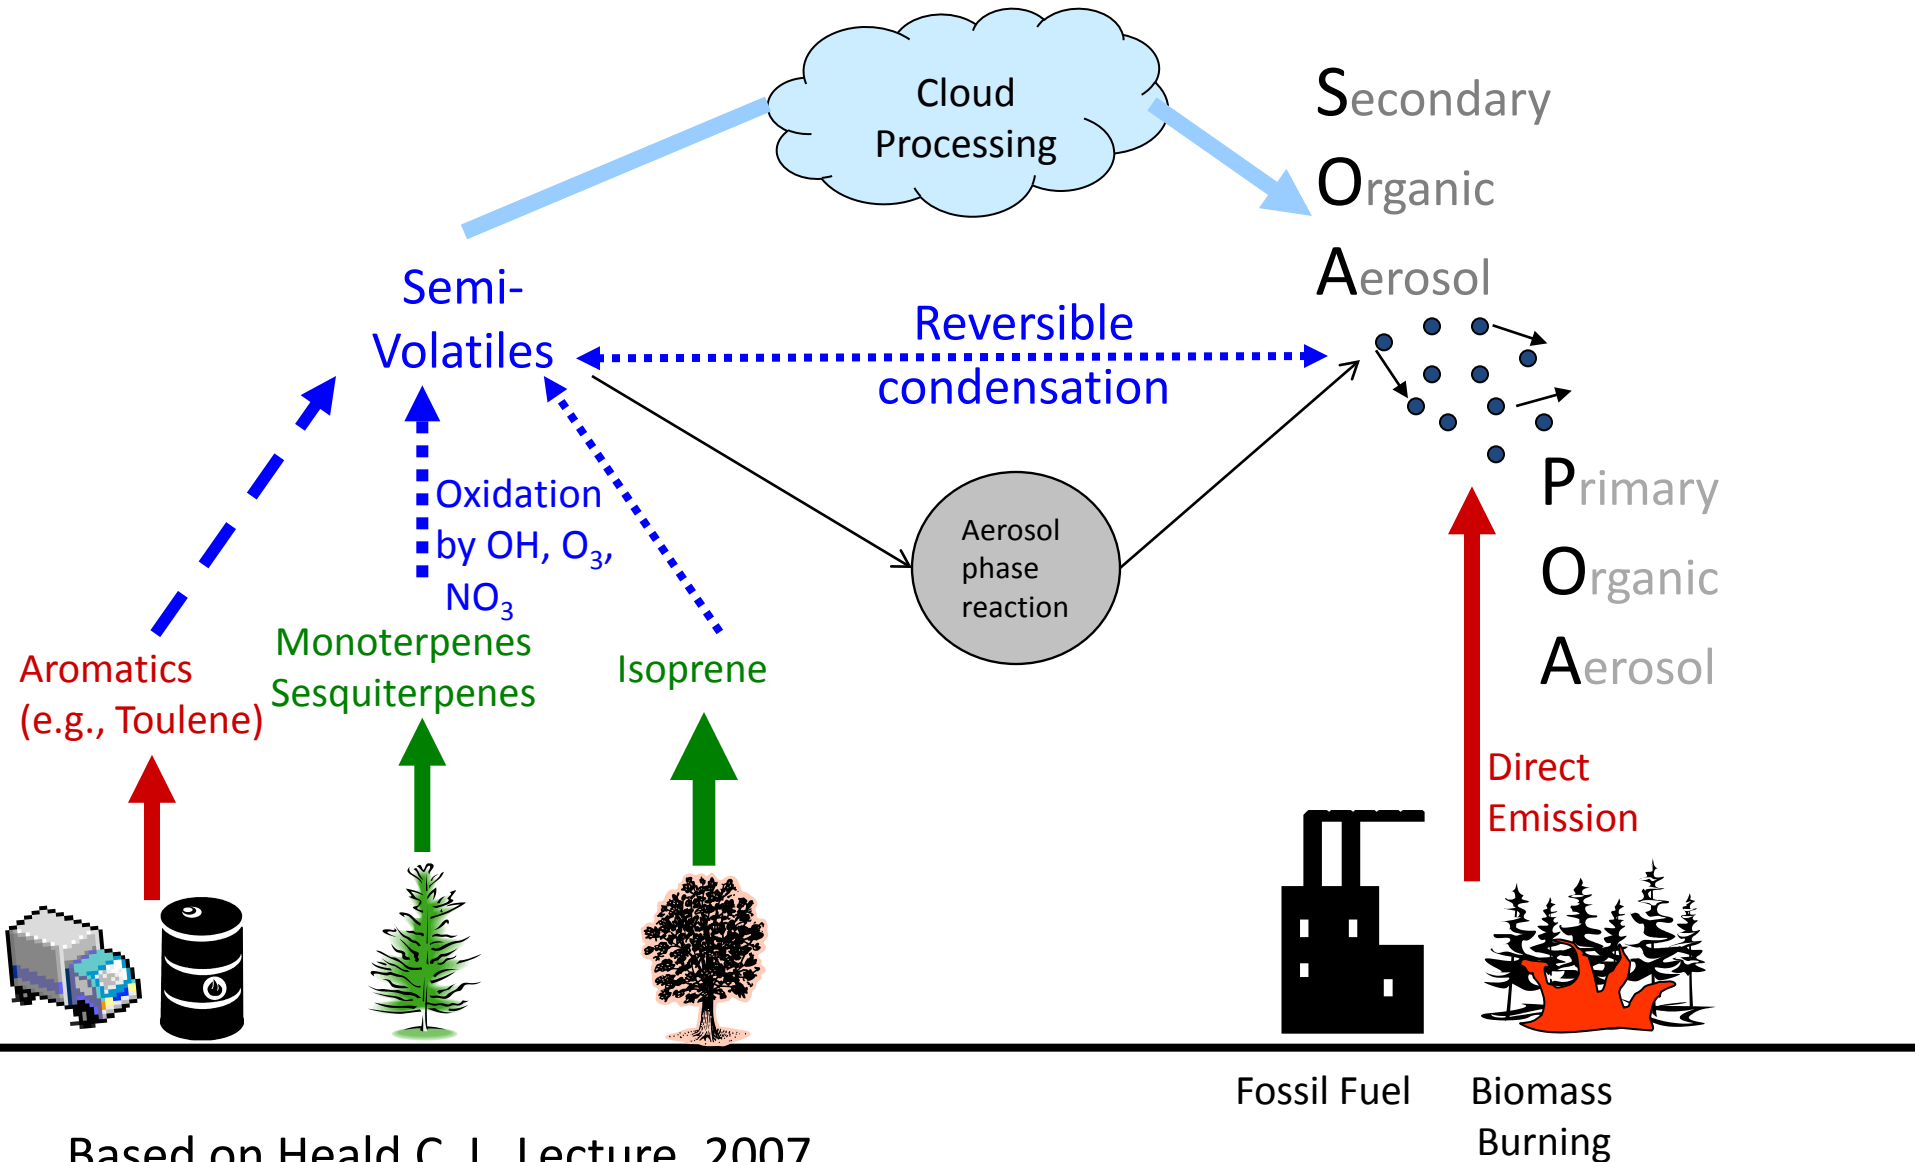 Cloud
Processing
Secondary
Organic
Aerosol
Semi-
Volatiles
Reversible
condensation
Oxidation
by OH, O₃,
NO₃
Aerosol
phase
reaction
Primary
Organic
Aerosol
Aromatics
(e.g., Toulene)
Monoterpenes
Sesquiterpenes
Isoprene
Direct
Emission
Fossil Fuel
Biomass
Burning
Based on Heald C. L. Lecture, 2007